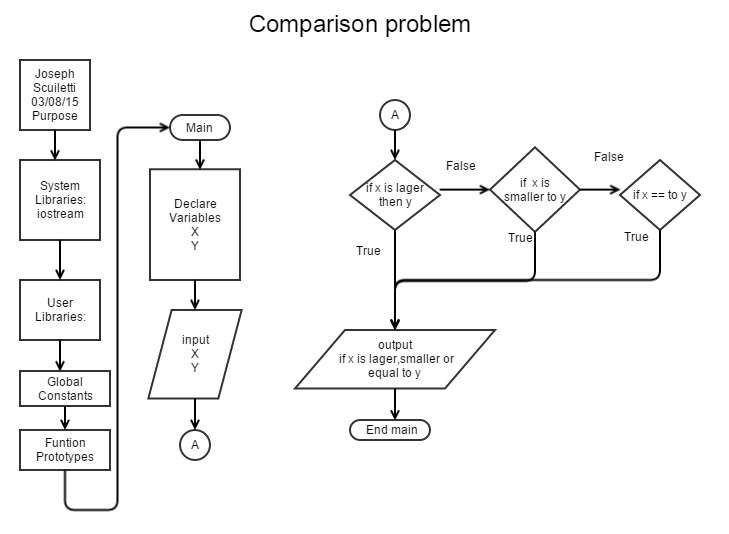 Comparison problem
Joseph
Scuiletti
03/08/15
Purpose
System
Libraries:
iostream
User
Libraries:
Global
Constants
Funtion
Prototypes
Main
Declare
Variables
X
Y
input
X
Y
A
A
if x is lager
then y
False
True
if x is
smaller to y
False
True
if x == to y
True
output
if x is lager,smaller or
equal to y
End main